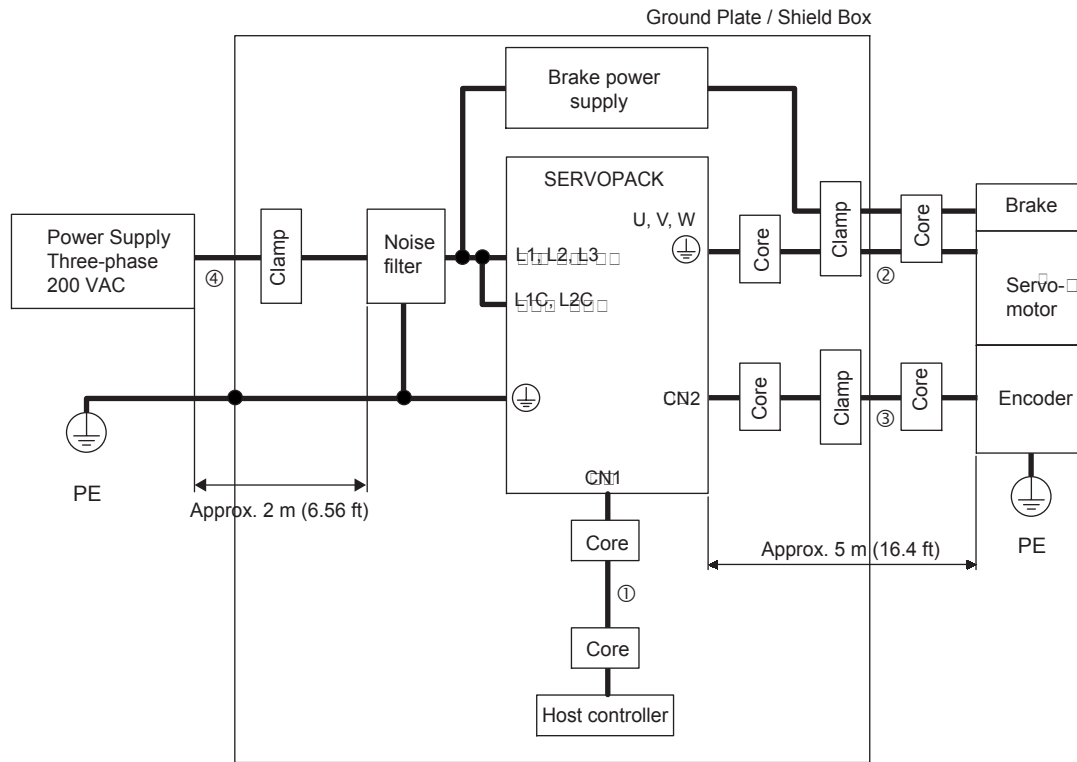 Ground Plate / Shield Box
Brake power
supply
SERVOPACK
U, V, W
Power Supply
Three-phase
200 VAC
④
Clamp
Noise
filter
L1, L2, L3
L1C, L2C
Core
Clamp
Core
②
Brake
Servo-
motor
CN2
Core
Clamp
③
Core
Encoder
PE
Approx. 2 m (6.56 ft)
CN1
Core
①
Core
Host controller
Approx. 5 m (16.4 ft)
PE